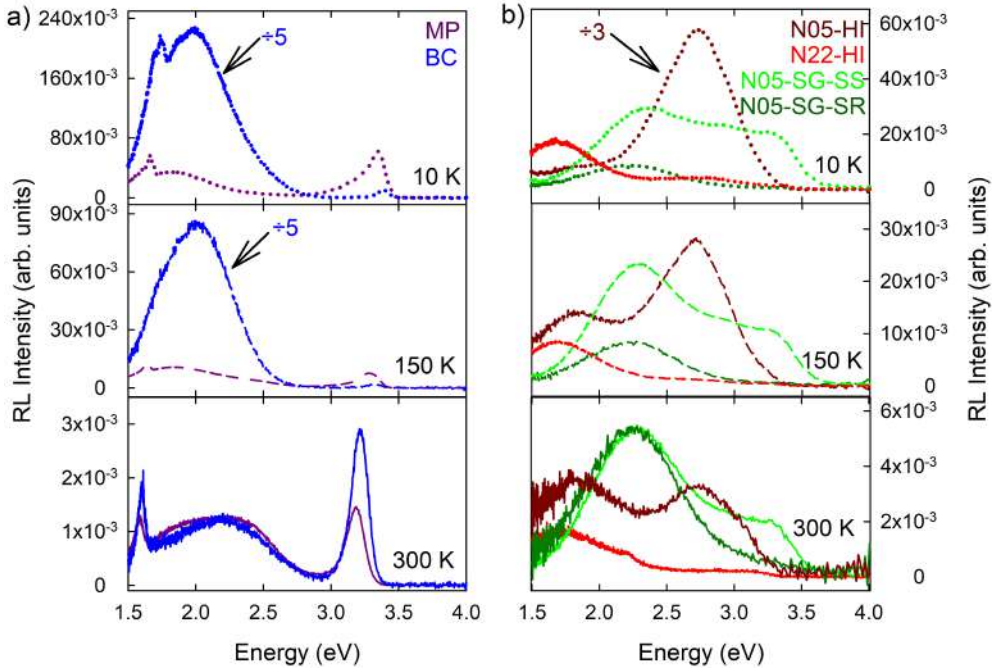 a)
240x10⁻³
180x10⁻³
120x10⁻³
60x10⁻³
0
÷5
MP
BC
10 K
90x10⁻³
60x10⁻³
30x10⁻³
0
÷5
150 K
3x10⁻³
2x10⁻³
1x10⁻³
0
300 K
1.5 2.0 2.5 3.0 3.5 4.0
Energy (eV)
RL Intensity (arb. units)
b)
÷3
N05-HI
N22-HI
N05-SG-SS
N05-SG-SR
10 K
60x10⁻³
40x10⁻³
20x10⁻³
0
150 K
30x10⁻³
20x10⁻³
10x10⁻³
0
300 K
6x10⁻³
4x10⁻³
2x10⁻³
0
1.5 2.0 2.5 3.0 3.5 4.0
Energy (eV)
RL Intensity (arb. units)